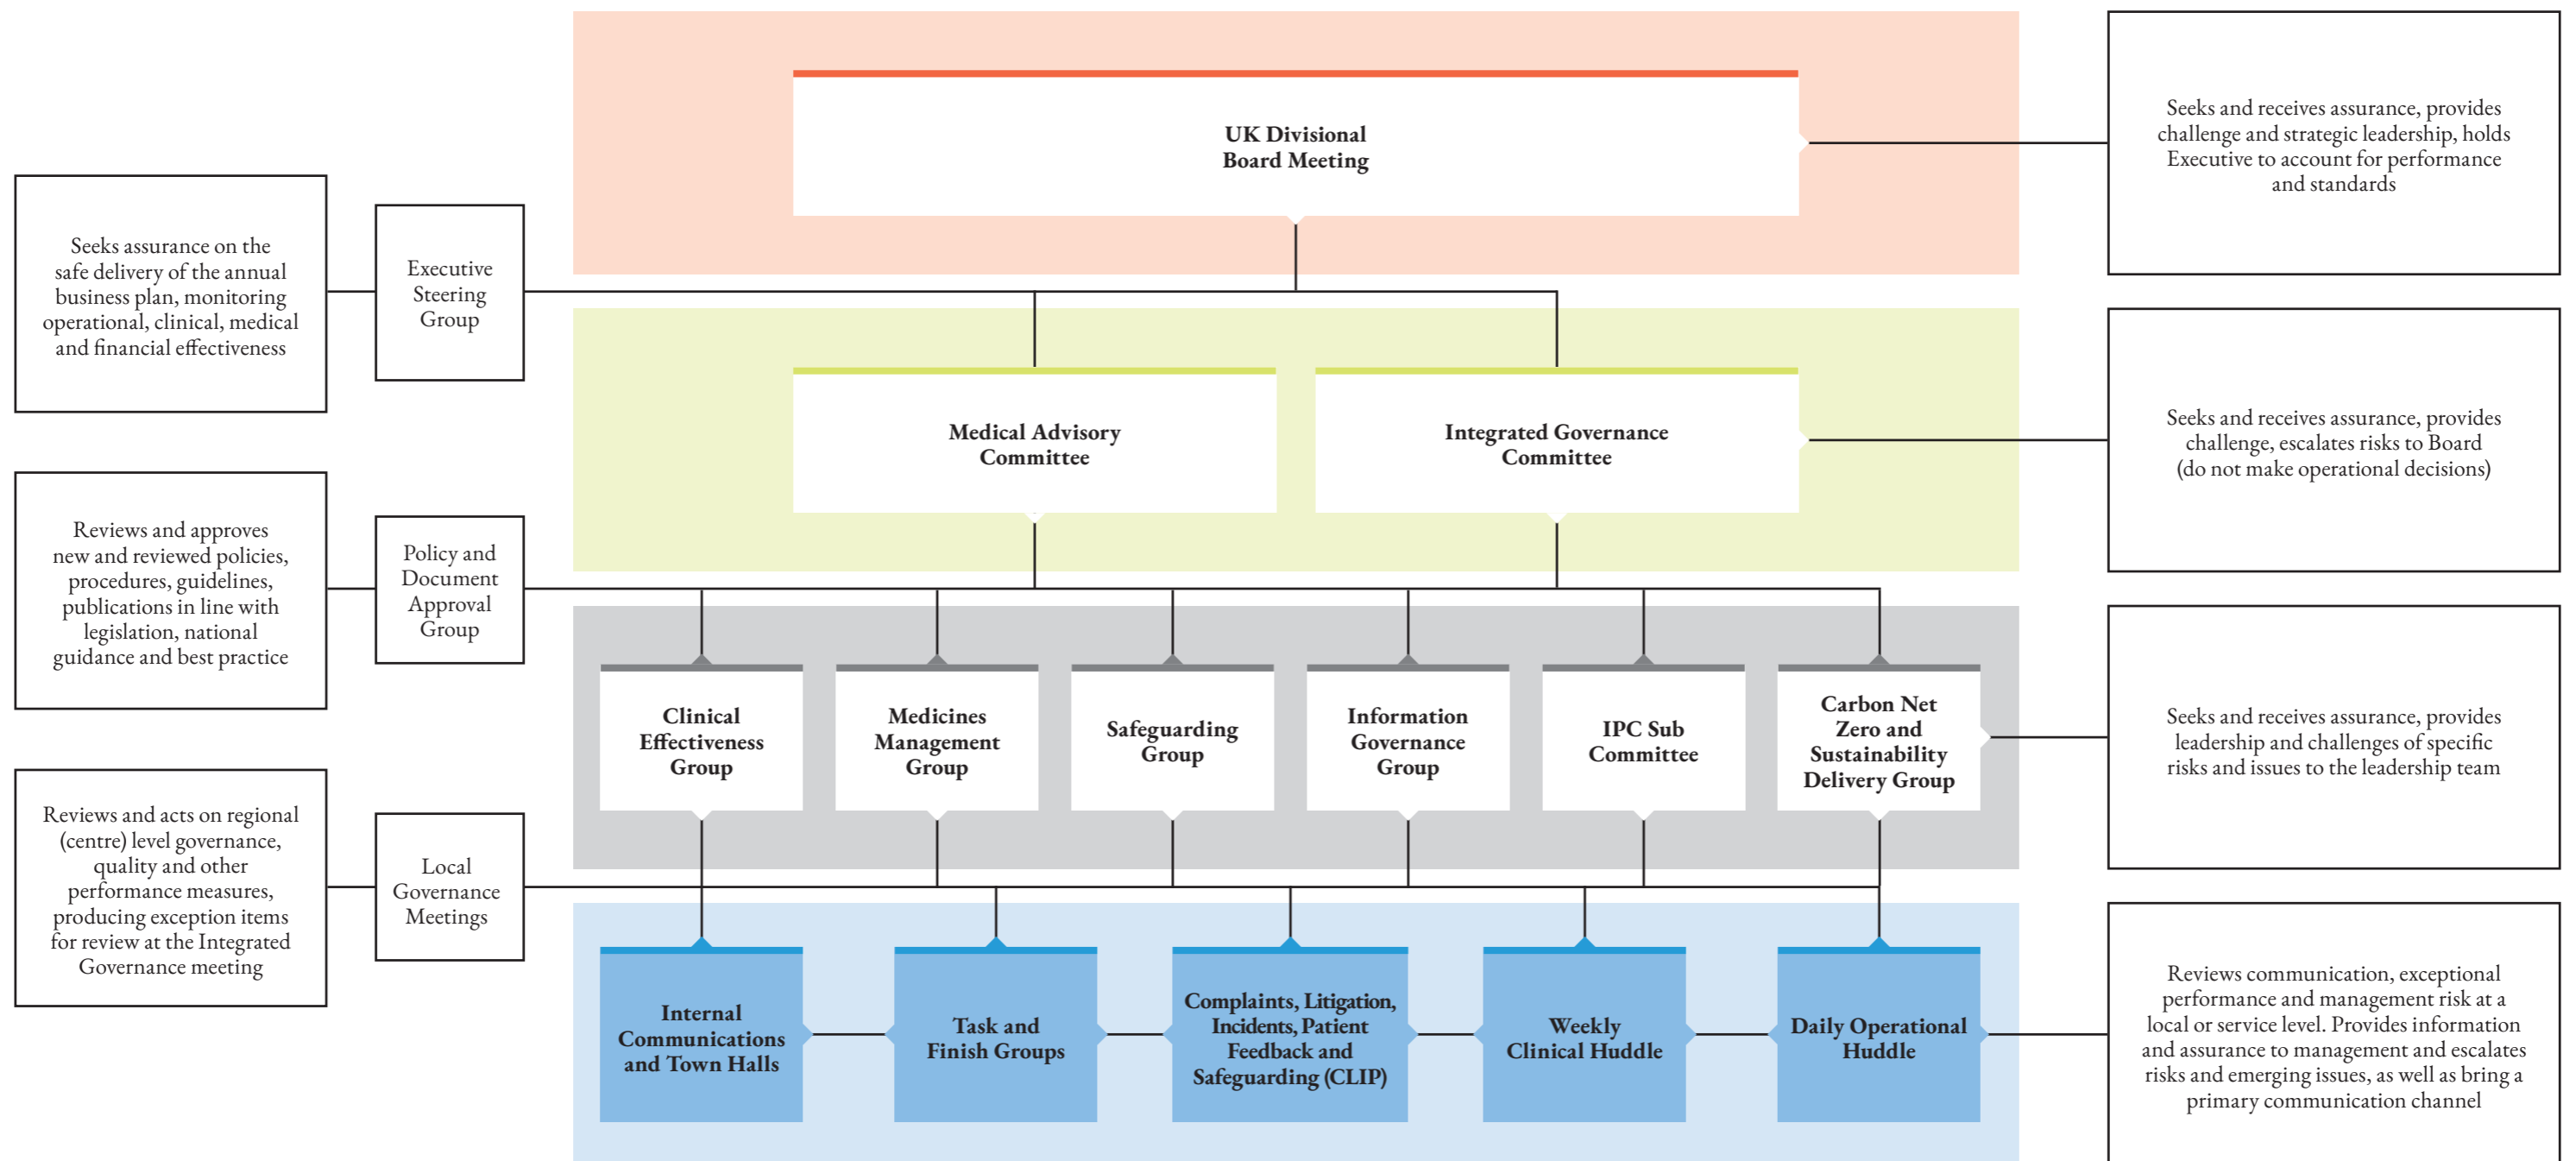 UK Divisional
Board Meeting
Seeks and receives assurance, provides
challenge and strategic leadership, holds
Executive to account for performance
and standards
Seeks assurance on the
safe delivery of the annual
business plan, monitoring
operational, clinical, medical
and financial effectiveness
Executive
Steering
Group
Medical Advisory
Committee
Integrated Governance
Committee
Seeks and receives assurance, provides
challenge, escalates risks to Board
(do not make operational decisions)
Reviews and approves
new and reviewed policies,
procedures, guidelines,
publications in line with
legislation, national
guidance and best practice
Policy and
Document
Approval
Group
Clinical
Effectiveness
Group
Medicines
Management
Group
Safeguarding
Group
Information
Governance
Group
IPC Sub
Committee
Carbon Net
Zero and
Sustainability
Delivery Group
Seeks and receives assurance, provides
leadership and challenges of specific
risks and issues to the leadership team
Reviews and acts on regional
(centre) level governance,
quality and other
performance measures,
producing exception items
for review at the Integrated
Governance meeting
Local
Governance
Meetings
Internal
Communications
and Town Halls
Task and
Finish Groups
Complaints, Litigation,
Incidents, Patient
Feedback and
Safeguarding (CLIP)
Weekly
Clinical Huddle
Daily Operational
Huddle
Reviews communication, exceptional
performance and management risk at a
local or service level. Provides information
and assurance to management and escalates
risks and emerging issues, as well as bring a
primary communication channel